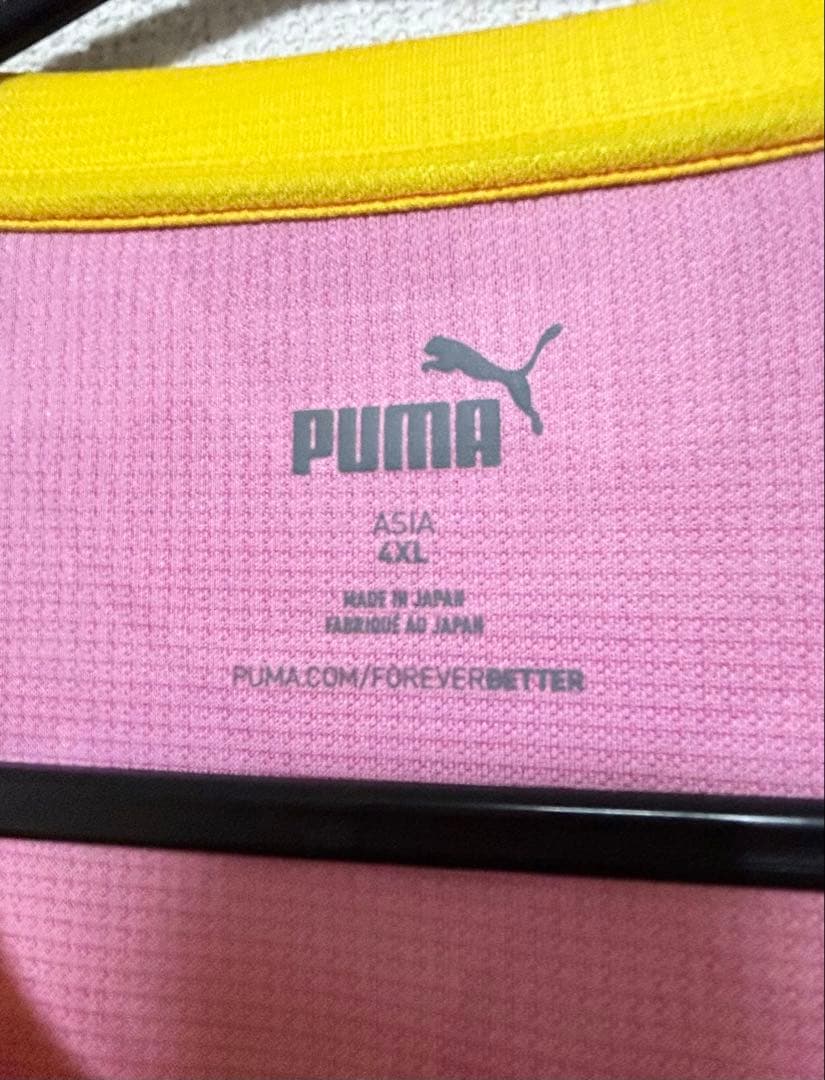 PUMA
ASIA
4XL
MADE IN JAPAN
FABRIQUÉ AU JAPAN
PUMA.COM/FOREVERBETTER